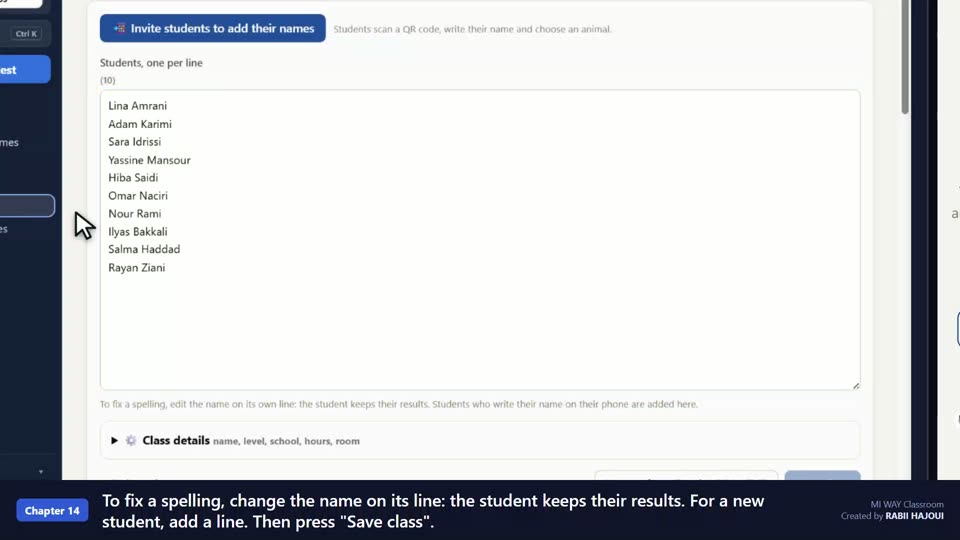 Ctrl K
Invite students to add their names
Students scan a QR code, write their name and choose an animal.
Students, one per line
(10)
Lina Amrani
Adam Karimi
Sara Idrissi
Yassine Mansour
Hiba Saidi
Omar Naciri
Nour Rami
Ilyas Bakkali
Salma Haddad
Rayan Ziani
To fix a spelling, edit the name on its own line: the student keeps their results. Students who write their name on their phone are added here.
Class details name, level, school, hours, room
Chapter 14
To fix a spelling, change the name on its line: the student keeps their results. For a new
student, add a line. Then press "Save class".
MI WAY Classroom
Created by RABII HAJOUI